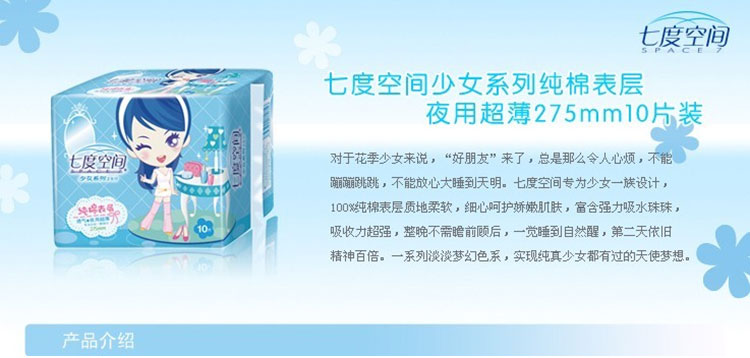 七度空间
SPACE 7
七度空间少女系列纯棉表层
夜用超薄275mm10片装
对于花季少女来说，“好朋友”来了，总是那么令人心烦，不能
蹦蹦跳跳，不能放心大睡到天明。七度空间专为少女一族设计，
100%纯棉表层质地柔软，细心呵护娇嫩肌肤，富含强力吸水珠珠，
吸收力超强，整晚不需瞻前顾后，一觉睡到自然醒，第二天依旧
精神百倍。一系列淡淡梦幻色系，实现纯真少女都有过的天使梦想。
七度空间
少女系列
纯棉表层
275mm
10片
七度空间
产品介绍